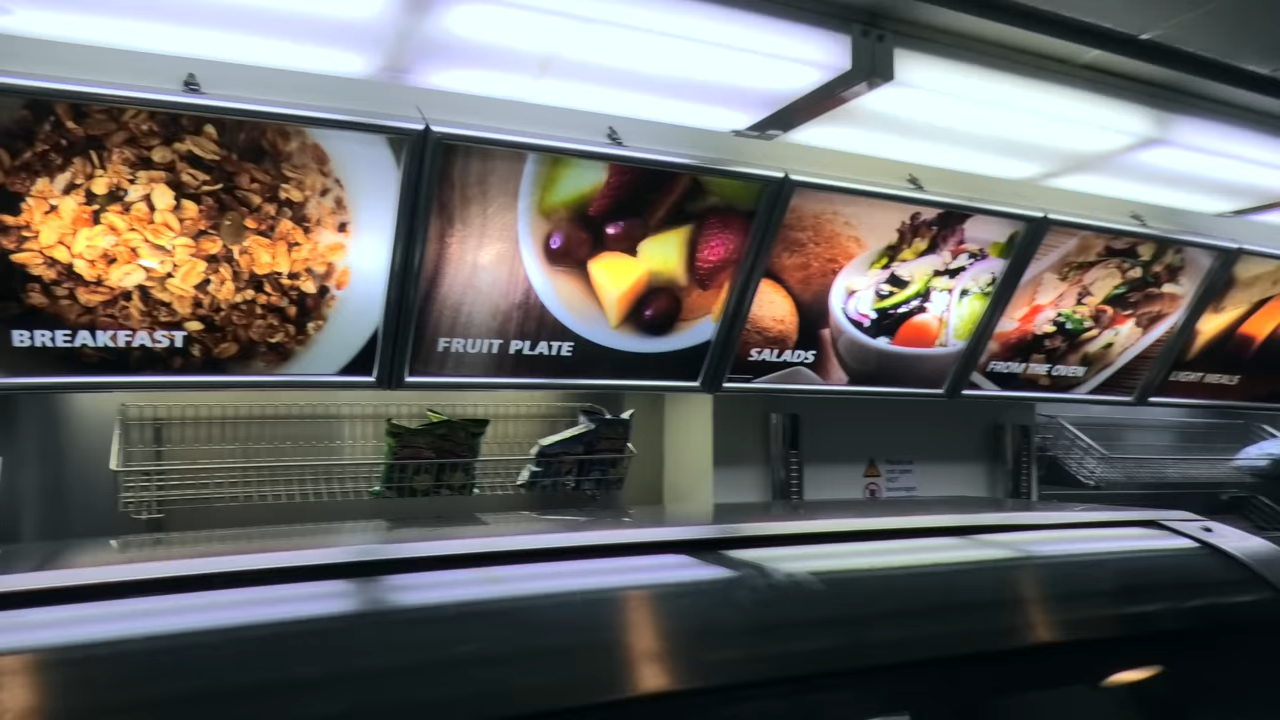 BREAKFAST
FRUIT PLATE
SALADS
FROM THE OVEN
LIGHT MEALS